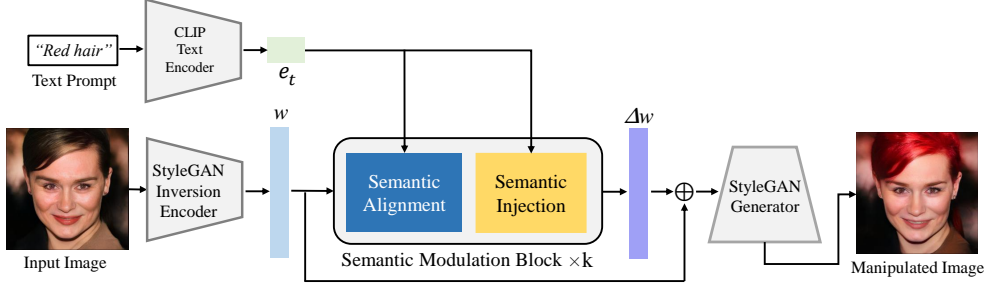 “Red hair”
Text Prompt
CLIP
Text
Encoder
e_t
w
Δw
StyleGAN
Inversion
Encoder
Semantic
Alignment
Semantic
Injection
StyleGAN
Generator
Input Image
Semantic Modulation Block ×k
Manipulated Image